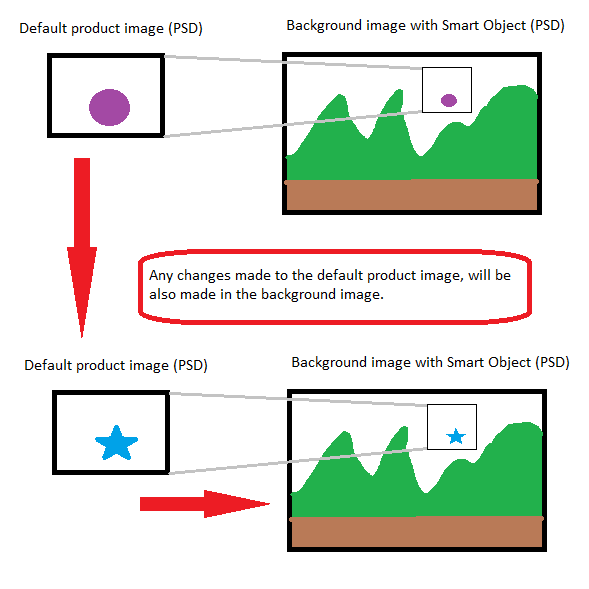 Default product image (PSD)
Background image with Smart Object (PSD)
Any changes made to the default product image, will be
also made in the background image.
Default product image (PSD)
Background image with Smart Object (PSD)